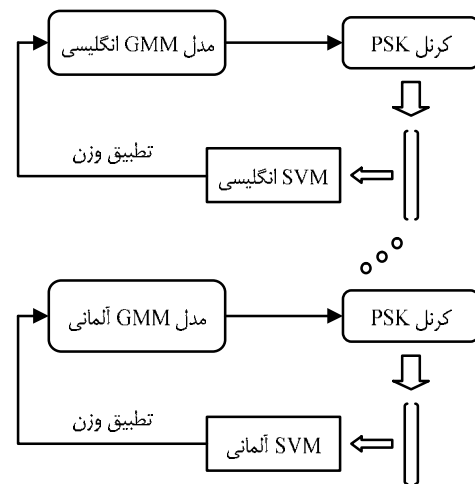 مدل GMM انگلیسی
کرنل PSK
تطبیق وزن
SVM انگلیسی
مدل GMM آلمانی
کرنل PSK
تطبیق وزن
SVM آلمانی